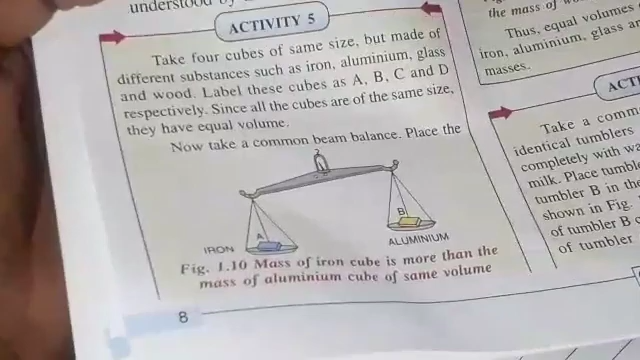 understood by
ACTIVITY 5
Take four cubes of same size, but made of
different substances such as iron, aluminium, glass
and wood. Label these cubes as A, B, C and D
respectively. Since all the cubes are of the same size,
they have equal volume.
Now take a common beam balance. Place the
A
B
IRON
ALUMINIUM
Fig. 1.10 Mass of iron cube is more than the
mass of aluminium cube of same volume
8
the mass of
Thus, equal volumes
iron, aluminium, glass
masses.
Take a
identical tumblers
completely with
milk. Place
tumbler B in the
shown in Fig.
of tumbler B
of tumbler